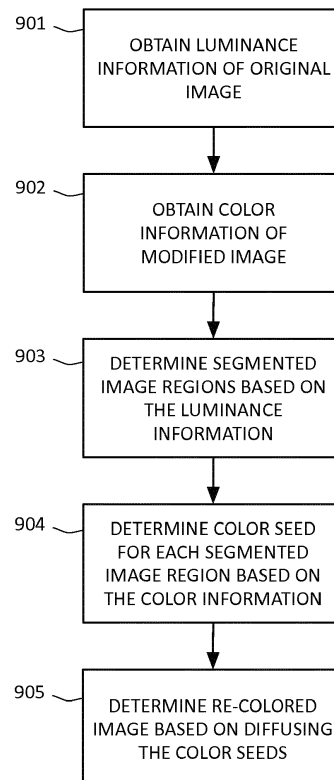 901
OBTAIN LUMINANCE
INFORMATION OF ORIGINAL
IMAGE
902
OBTAIN COLOR
INFORMATION OF
MODIFIED IMAGE
903
DETERMINE SEGMENTED
IMAGE REGIONS BASED ON
THE LUMINANCE
INFORMATION
904
DETERMINE COLOR SEED
FOR EACH SEGMENTED
IMAGE REGION BASED ON
THE COLOR INFORMATION
905
DETERMINE RE-COLORED
IMAGE BASED ON DIFFUSING
THE COLOR SEEDS